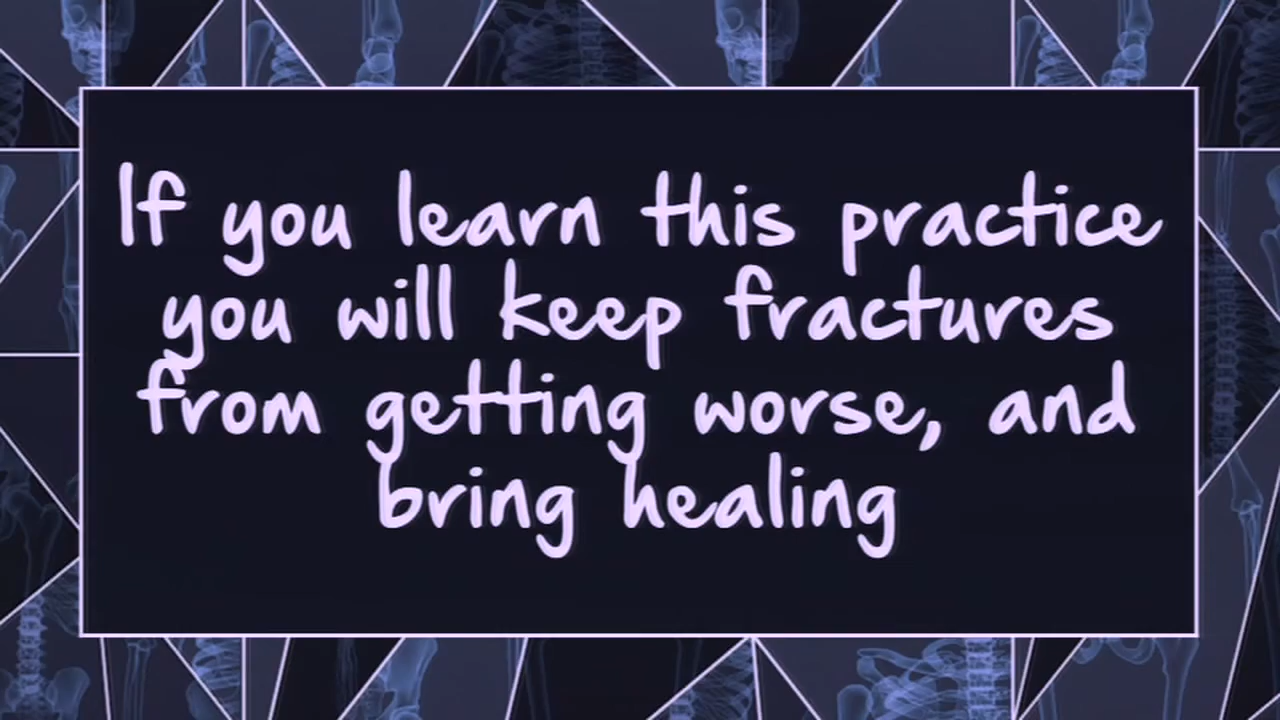 If you learn this practice
you will keep fractures
from getting worse, and
bring healing